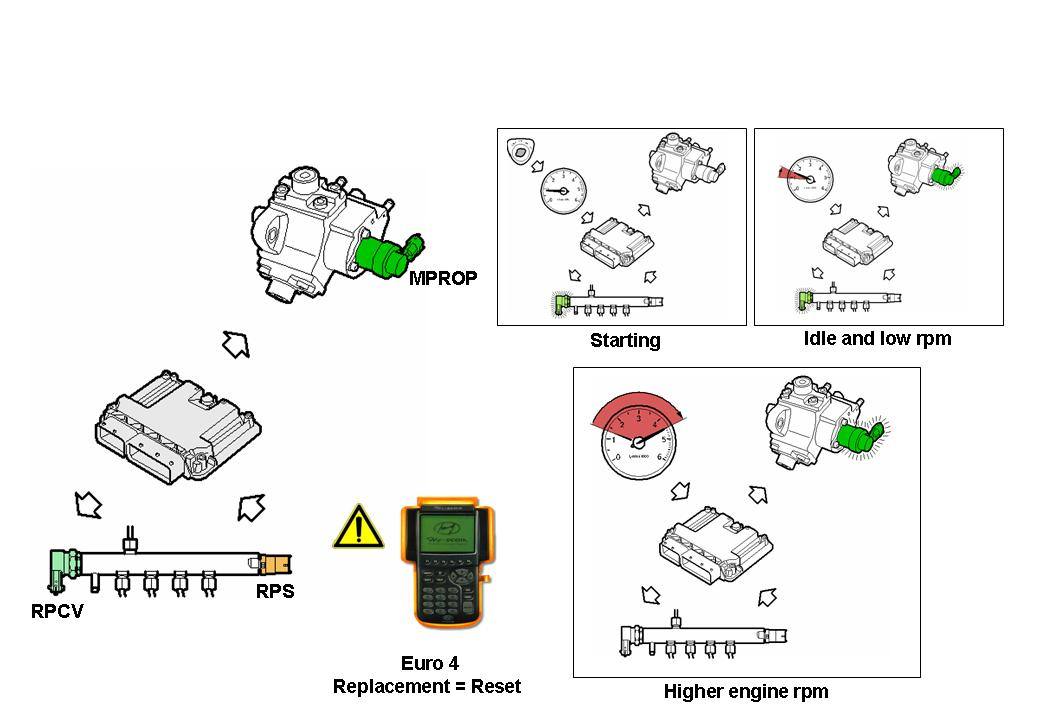 MPROP
RPCV
RPS
Euro 4
Replacement = Reset
Starting
Idle and low rpm
Higher engine rpm